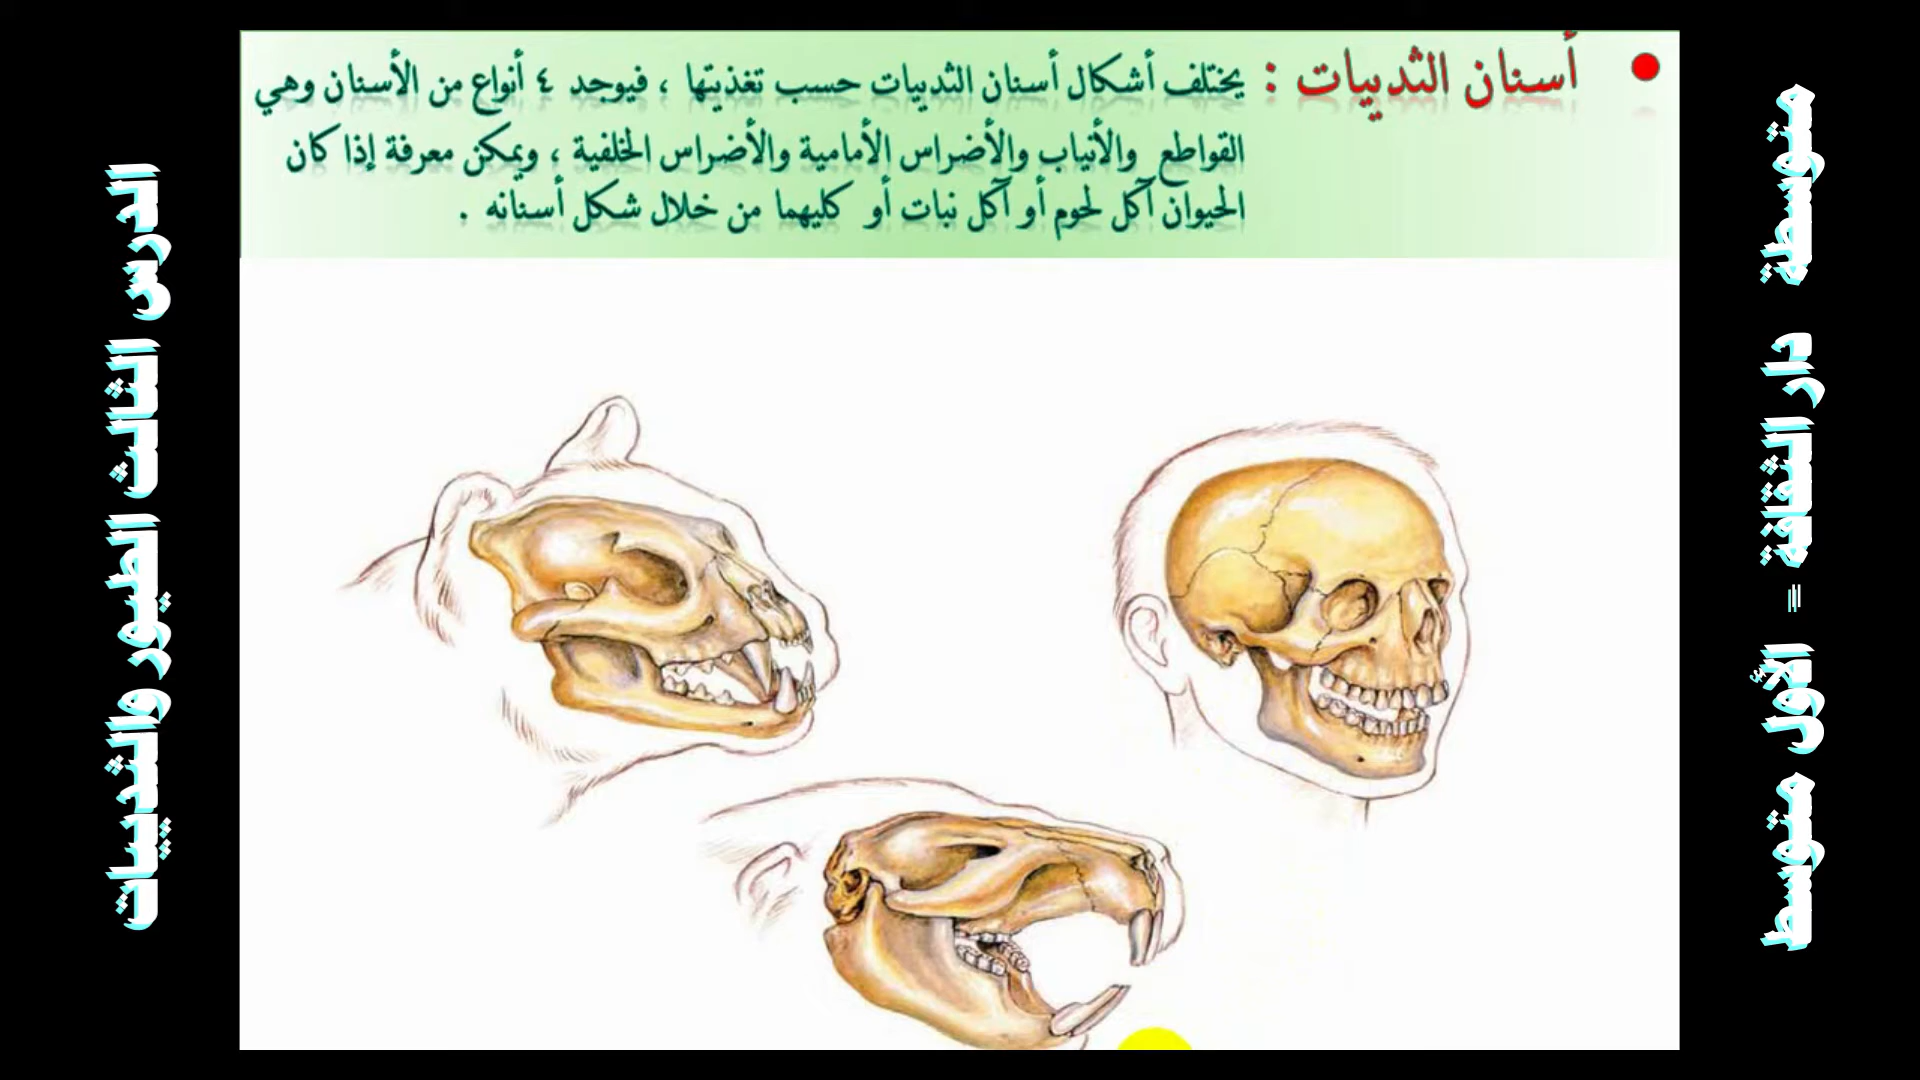 أسنان الثدييات : يختلف أشكال أسنان الثدييات حسب تغذيتها ، فيوجد ٤ أنواع من الأسنان وهي
القواطع والأنياب والأضراس الأمامية والأضراس الخلفية ، ويمكن معرفة إذا كان
الحيوان آكل لحوم أو آكل نبات أو كليهما من خلال شكل أسنانه .
متوسطة دار الثقافة = الأول متوسط
الدرس الثالث الطيور والثدييات